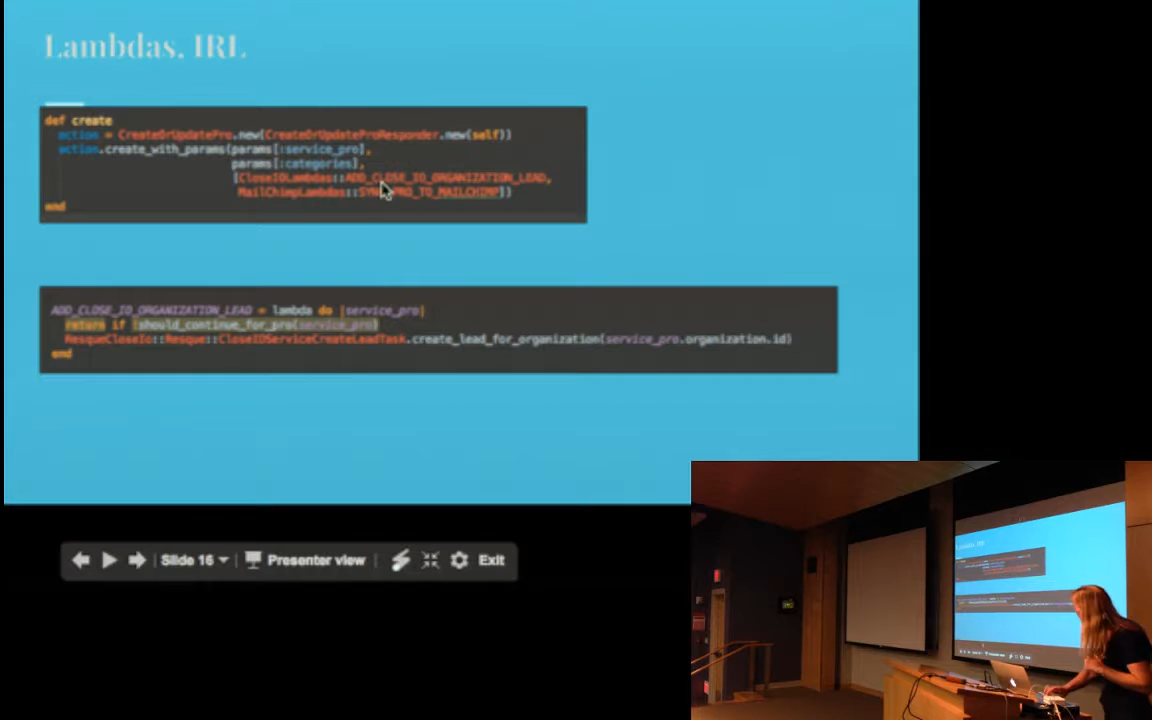 Lambdas, IRL
def create
action = CreateOrUpdatePro.new(CreateOrUpdateProResponder.new(self))
action.create_with_params(params[:service_pro],
params[:categories],
[CloseIOLambdas::ADD_CLOSE_IO_ORGANIZATION_LEAD,
MailChimpLambdas::SYNC_PRO_TO_MAILCHIMP])
end
ADD_CLOSE_IO_ORGANIZATION_LEAD = lambda do |service_pro|
return if !should_continue_for_pro(service_pro)
ResqueCloseIo::Resque::CloseIOServiceCreateLeadTask.create_lead_for_organization(service_pro.organization.id)
end
Slide 16
Presenter view
Exit